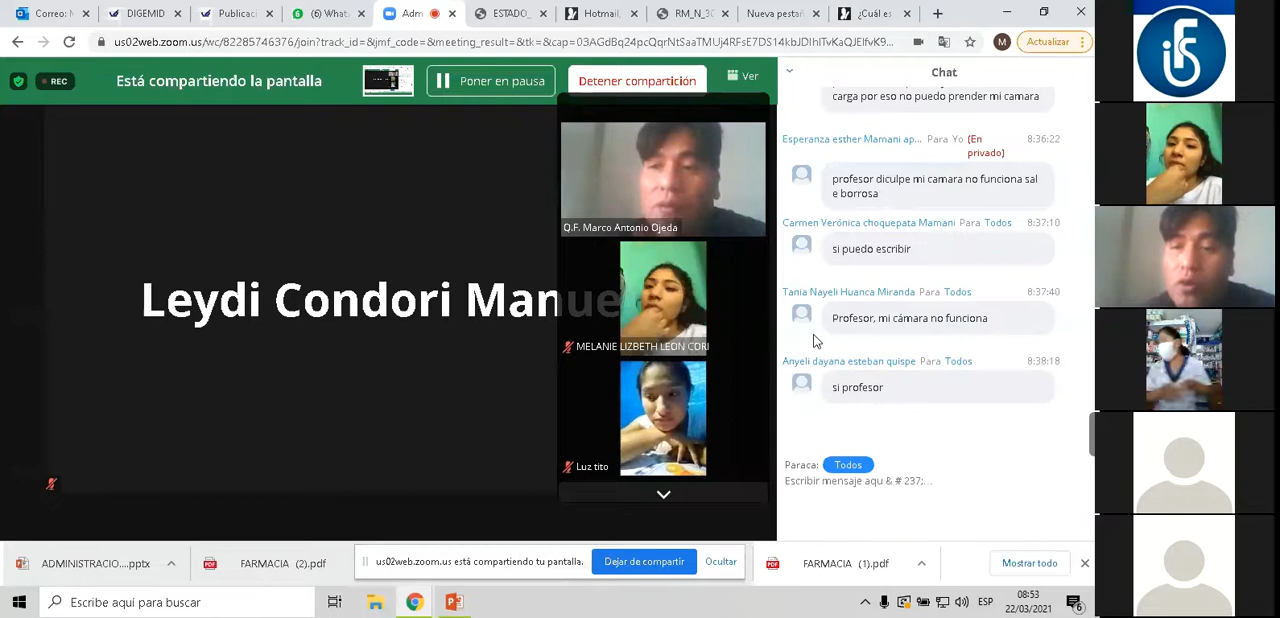 Correo: M
DIGEMID
Publicaci
(6) What
Adm
ESTADO_
Hotmail,
RM_N_30
Nueva pestañ
¿Cuál es
us02web.zoom.us/wc/82285746376/join?track_id=&jmf_code=&meeting_result=&tk=&cap=
M
Actualizar
REC
Está compartiendo la pantalla
Poner en pausa
Detener compartición
Ver
Leydi Condori Manue
Q.F. Marco Antonio Ojeda
MELANIE LIZBETH LEON CORI
Luz tito
Chat
carga por eso no puedo prender mi camara
Esperanza esther Mamani ap... Para Yo (En privado) 8:36:22
profesor diculpe mi camara no funciona sal
e borrosa
Carmen Verónica choquepata Mamani Para Todos 8:37:10
si puedo escribir
Tania Nayeli Huanca Miranda Para Todos 8:37:40
Profesor, mi cámara no funciona
Anyeli dayana esteban quispe Para Todos 8:38:18
si profesor
Paraca: Todos
Escribir mensaje aqu & # 237;...
ADMINISTRACIO....pptx
FARMACIA (2).pdf
us02web.zoom.us está compartiendo tu pantalla.
Dejar de compartir
Ocultar
FARMACIA (1).pdf
Mostrar todo
Escribe aquí para buscar
ESP
08:53
22/03/2021
6
ifs